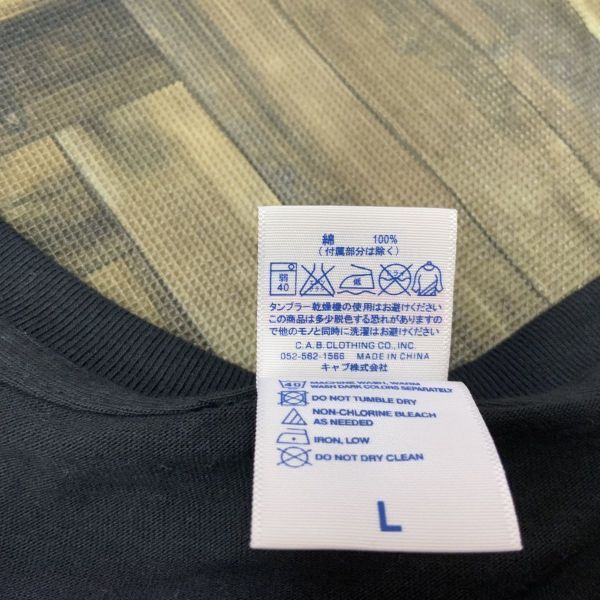 綿 100%
(付属部分は除く)
弱
40
低
タンブラー乾燥機の使用はお避けください
この商品は多少脱色する恐れがありますの
で他のモノと同時に洗濯はお避けください
C.A.B.CLOTHING CO.,INC.
052-562-1566 MADE IN CHINA
キャブ株式会社
40 MACHINE WASH, WARM
WASH DARK COLORS SEPARATELY
DO NOT TUMBLE DRY
NON-CHLORINE BLEACH
AS NEEDED
IRON, LOW
DO NOT DRY CLEAN
L